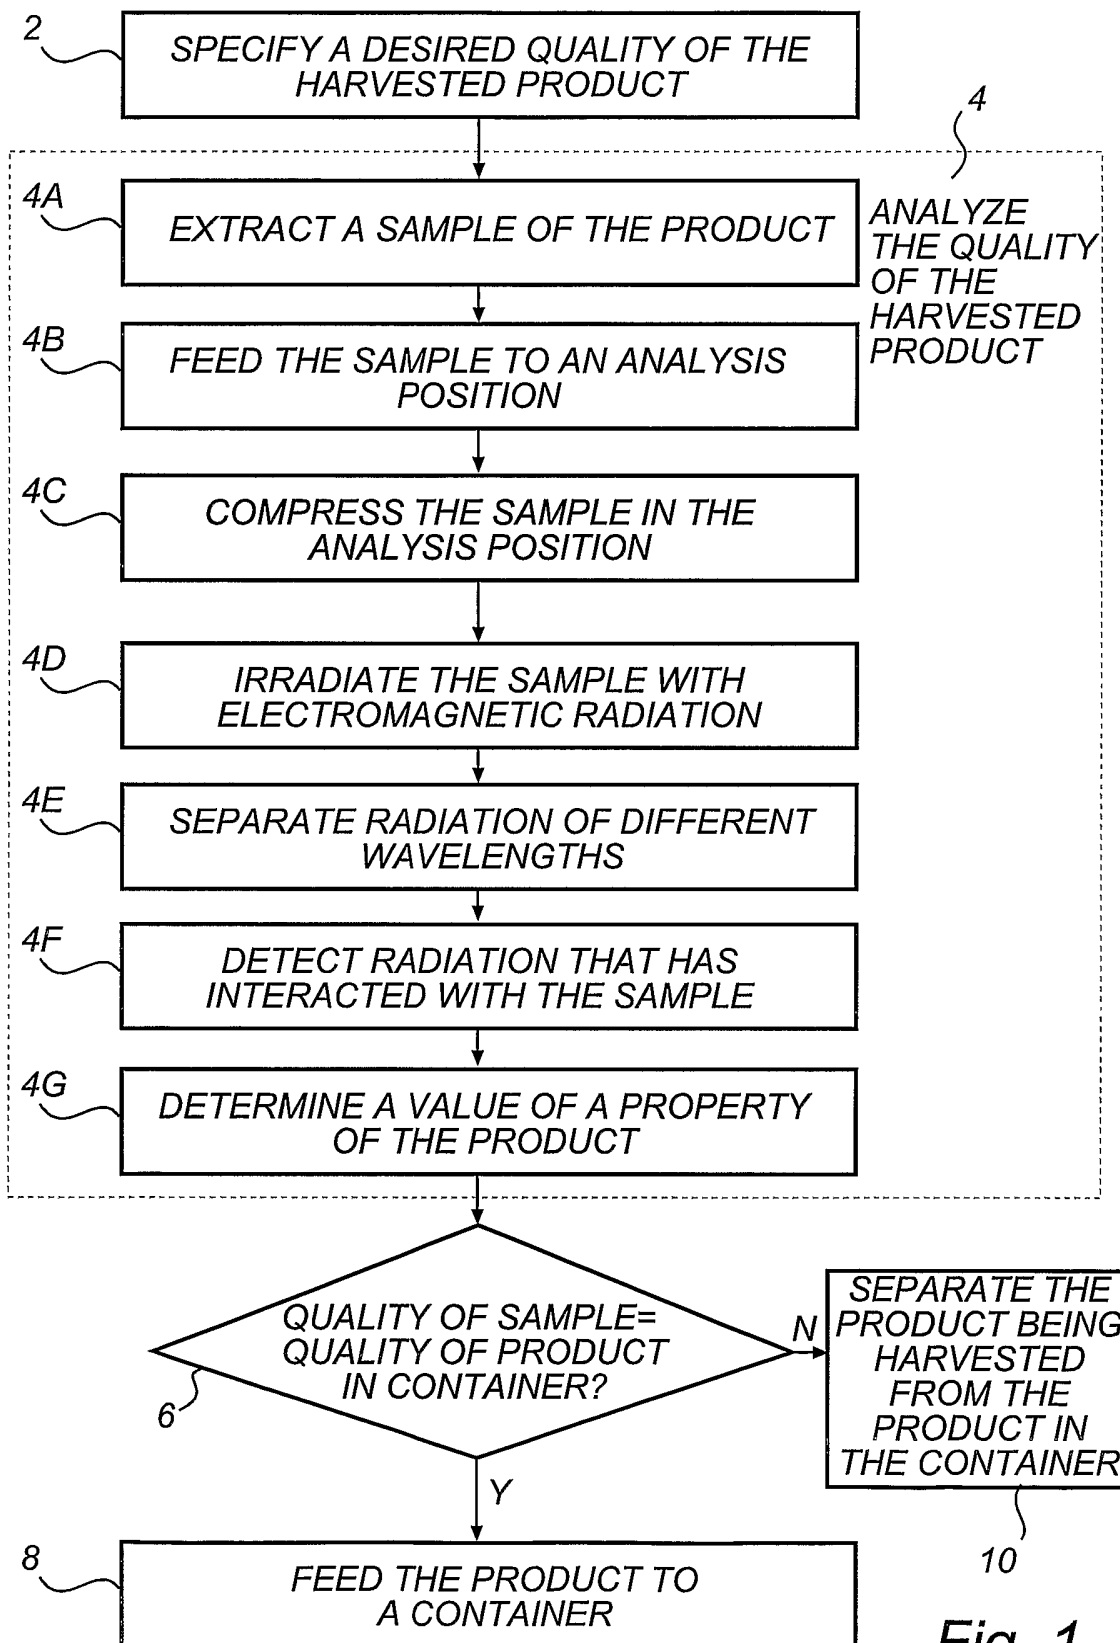 2
SPECIFY A DESIRED QUALITY OF THE
HARVESTED PRODUCT
4
ANALYZE
THE QUALITY
OF THE
HARVESTED
PRODUCT
4A
EXTRACT A SAMPLE OF THE PRODUCT
4B
FEED THE SAMPLE TO AN ANALYSIS
POSITION
4C
COMPRESS THE SAMPLE IN THE
ANALYSIS POSITION
4D
IRRADIATE THE SAMPLE WITH
ELECTROMAGNETIC RADIATION
4E
SEPARATE RADIATION OF DIFFERENT
WAVELENGTHS
4F
DETECT RADIATION THAT HAS
INTERACTED WITH THE SAMPLE
4G
DETERMINE A VALUE OF A PROPERTY
OF THE PRODUCT
QUALITY OF SAMPLE=
QUALITY OF PRODUCT
IN CONTAINER?
6
N
SEPARATE THE
PRODUCT BEING
HARVESTED
FROM THE
PRODUCT IN
THE CONTAINER
10
Y
8
FEED THE PRODUCT TO
A CONTAINER
Fig. 1